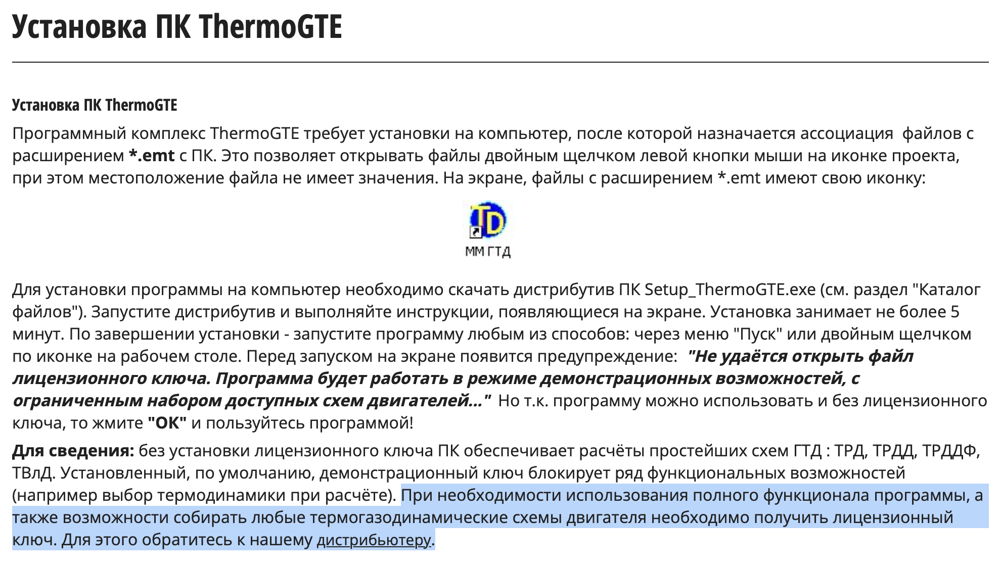 Установка ПК ThermoGTE
Установка ПК ThermoGTE
Программный комплекс ThermoGTE требует установки на компьютер, после которой назначается ассоциация  файлов с
расширением *.emt с ПК. Это позволяет открывать файлы двойным щелчком левой кнопки мыши на иконке проекта,
при этом местоположение файла не имеет значения. На экране, файлы с расширением *.emt имеют свою иконку:
TD
ММ ГТД
Для установки программы на компьютер необходимо скачать дистрибутив ПК Setup_ThermoGTE.exe (см. раздел "Каталог
файлов"). Запустите дистрибутив и выполняйте инструкции, появляющиеся на экране. Установка занимает не более 5
минут. По завершении установки - запустите программу любым из способов: через меню "Пуск" или двойным щелчком
по иконке на рабочем столе. Перед запуском на экране появится предупреждение:  "Не удаётся открыть файл
лицензионного ключа. Программа будет работать в режиме демонстрационных возможностей, с
ограниченным набором доступных схем двигателей..."  Но т.к. программу можно использовать и без лицензионного
ключа, то жмите "ОК" и пользуйтесь программой!
Для сведения: без установки лицензионного ключа ПК обеспечивает расчёты простейших схем ГТД : ТРД, ТРДД, ТРДДФ,
ТВлД. Установленный, по умолчанию, демонстрационный ключ блокирует ряд функциональных возможностей
(например выбор термодинамики при расчёте). При необходимости использования полного функционала программы, а
также возможности собирать любые термогазодинамические схемы двигателя необходимо получить лицензионный
ключ. Для этого обратитесь к нашему дистрибьютеру.